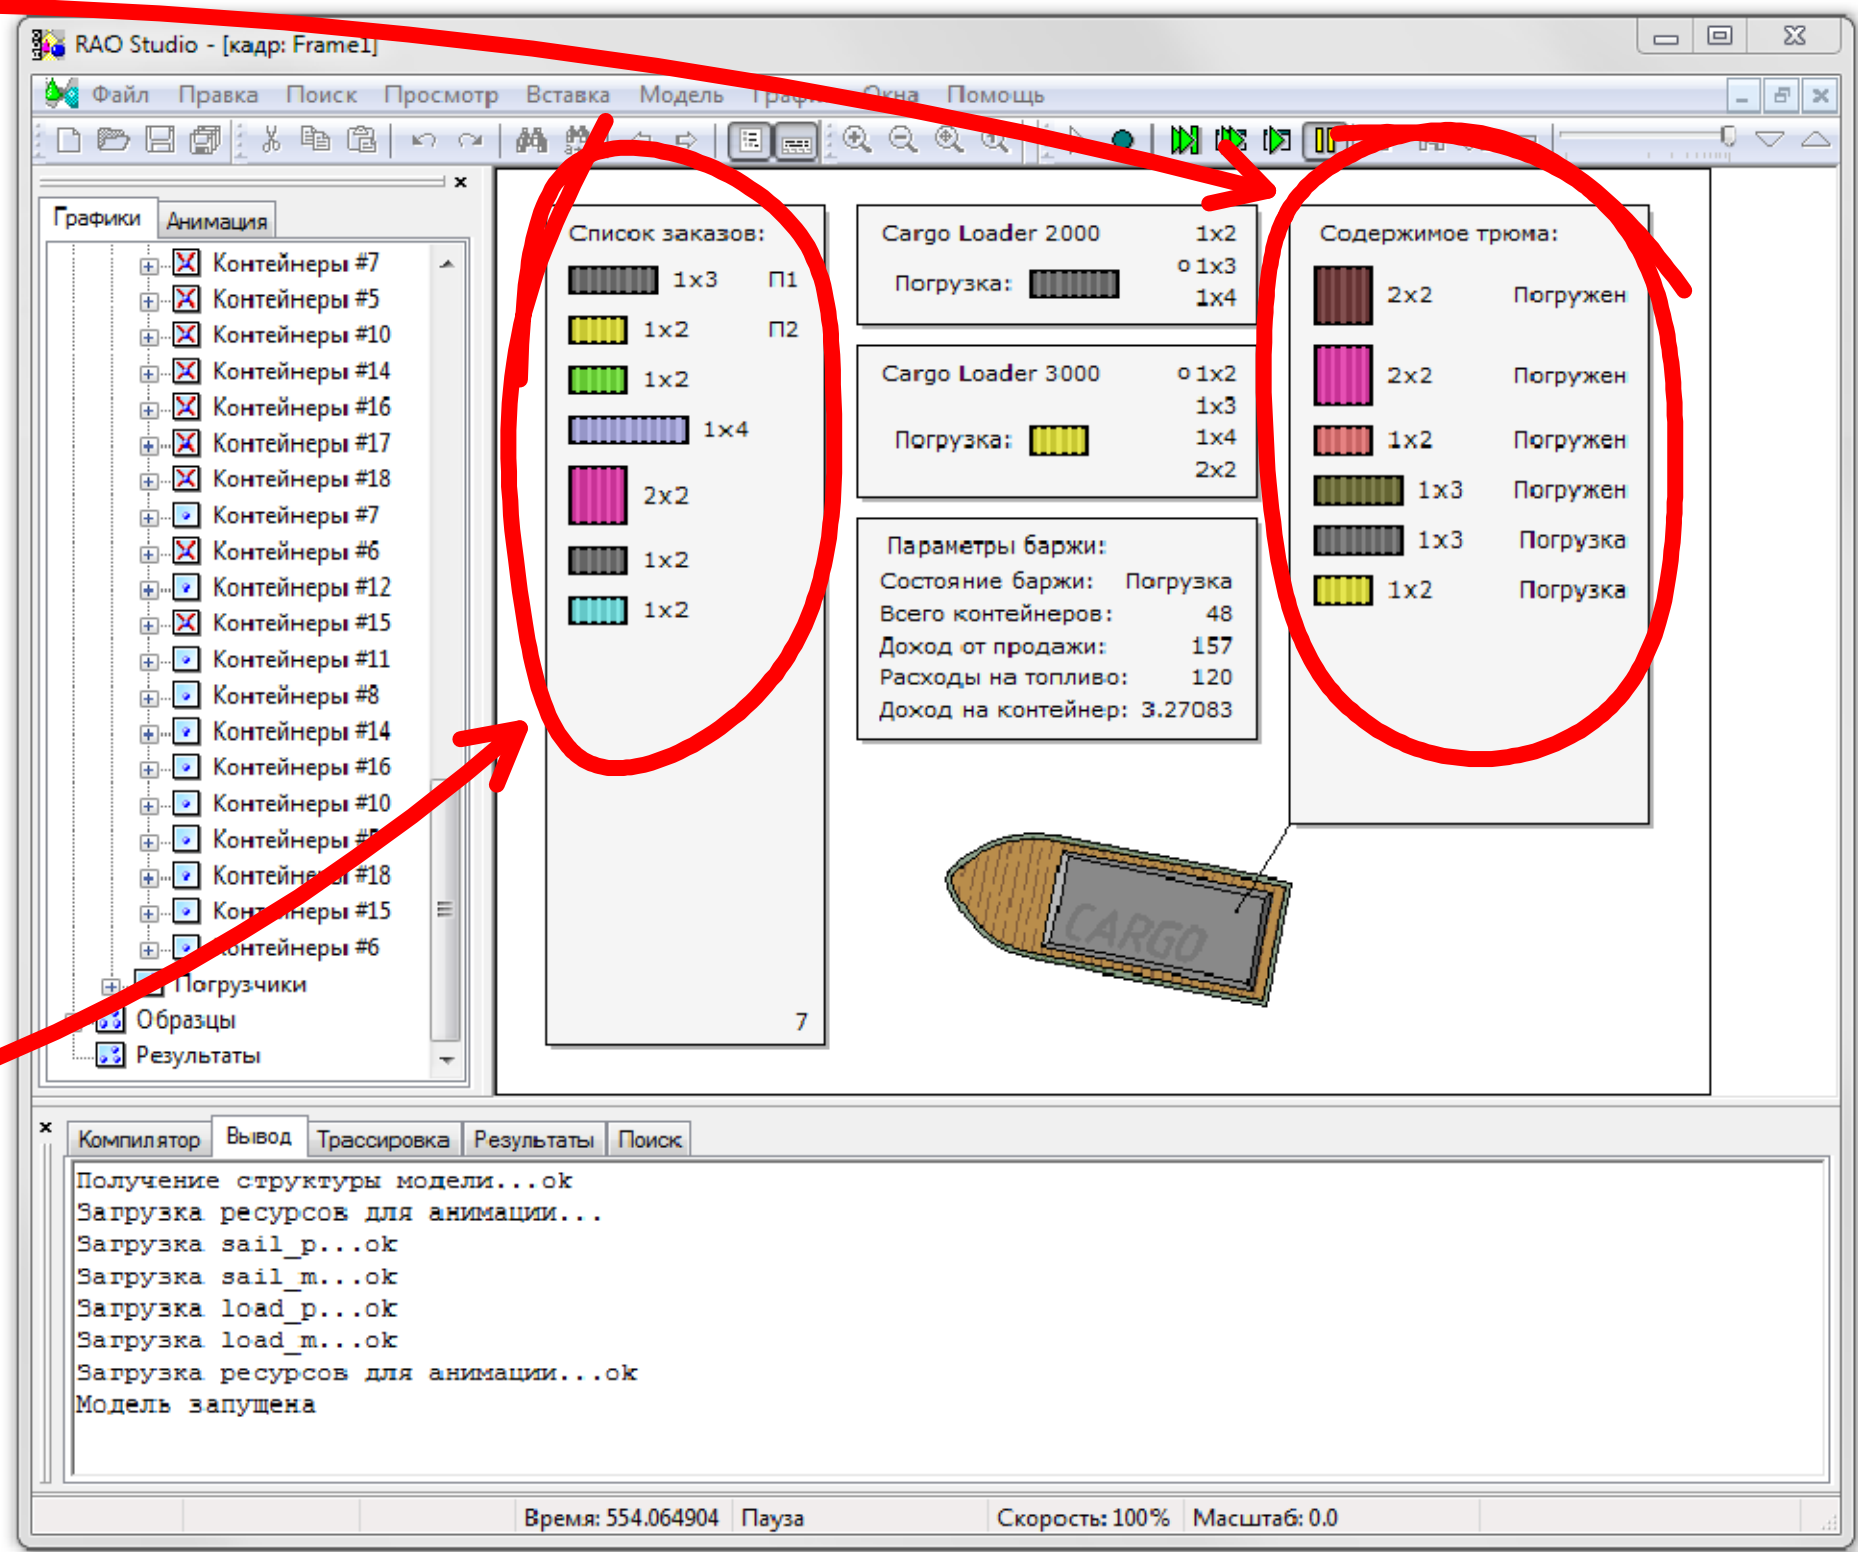 RAO Studio - [кадр: Frame1]
Файл Правка Поиск Просмотр Вставка Модель Окна Помощь
Графики Анимация
Контейнеры #7
Контейнеры #5
Контейнеры #10
Контейнеры #14
Контейнеры #16
Контейнеры #17
Контейнеры #18
Контейнеры #7
Контейнеры #6
Контейнеры #12
Контейнеры #15
Контейнеры #11
Контейнеры #8
Контейнеры #14
Контейнеры #16
Контейнеры #10
Контейнеры
Контейнеры #18
Контейнеры #15
Контейнеры #6
Погрузчики
Образцы
Результаты
Список заказов:
1x3 П1
1x2 П2
1x2
1x4
2x2
1x2
1x2
7
Cargo Loader 2000 1x2
o 1x3
Погрузка:
1x4
Cargo Loader 3000 o 1x2
1x3
Погрузка: 1x4
2x2
Параметры баржи:
Состояние баржи: Погрузка
Всего контейнеров: 48
Доход от продажи: 157
Расходы на топливо: 120
Доход на контейнер: 3.27083
Содержимое трюма:
2x2 Погружен
2x2 Погружен
1x2 Погружен
1x3 Погружен
1x3 Погрузка
1x2 Погрузка
CARGO
Компилятор Вывод Трассировка Результаты Поиск
Получение структуры модели...ok
Загрузка ресурсов для анимации...
Загрузка sail_p...ok
Загрузка sail_m...ok
Загрузка load_p...ok
Загрузка load_m...ok
Загрузка ресурсов для анимации...ok
Модель запущена
Время: 554.064904 Пауза Скорость: 100% Масштаб: 0.0